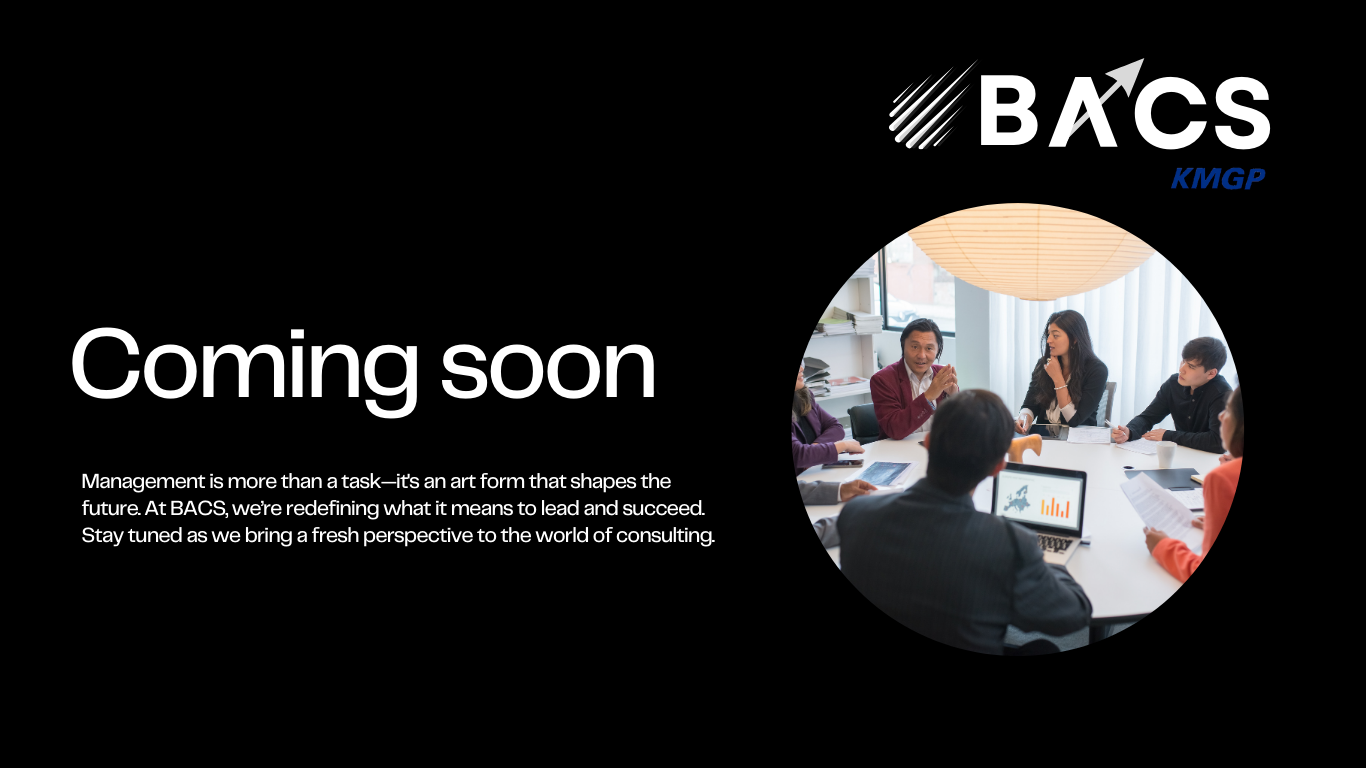 BACS
KMGP
Coming soon
Management is more than a task—it's an art form that shapes the
future. At BACS, we’re redefining what it means to lead and succeed.
Stay tuned as we bring a fresh perspective to the world of consulting.